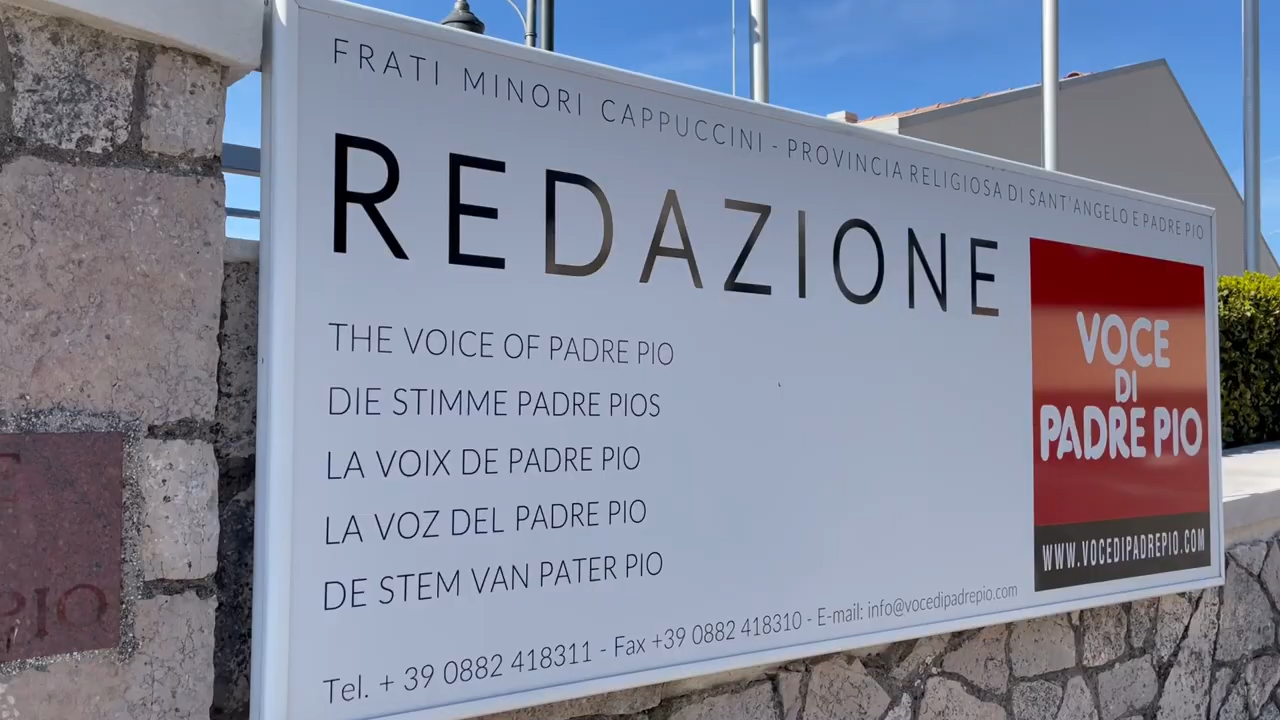 FRATI MINORI CAPPUCCINI - PROVINCIA RELIGIOSA DI SANT'ANGELO E PADRE PIO
REDAZIONE
THE VOICE OF PADRE PIO
DIE STIMME PADRE PIOS
LA VOIX DE PADRE PIO
LA VOZ DEL PADRE PIO
DE STEM VAN PATER PIO
Tel. + 39 0882 418311 - Fax +39 0882 418310 - E-mail: info@vocedipadrepio.com
VOCE
DI
PADRE PIO
WWW.VOCEDIPADREPIO.COM
PIO